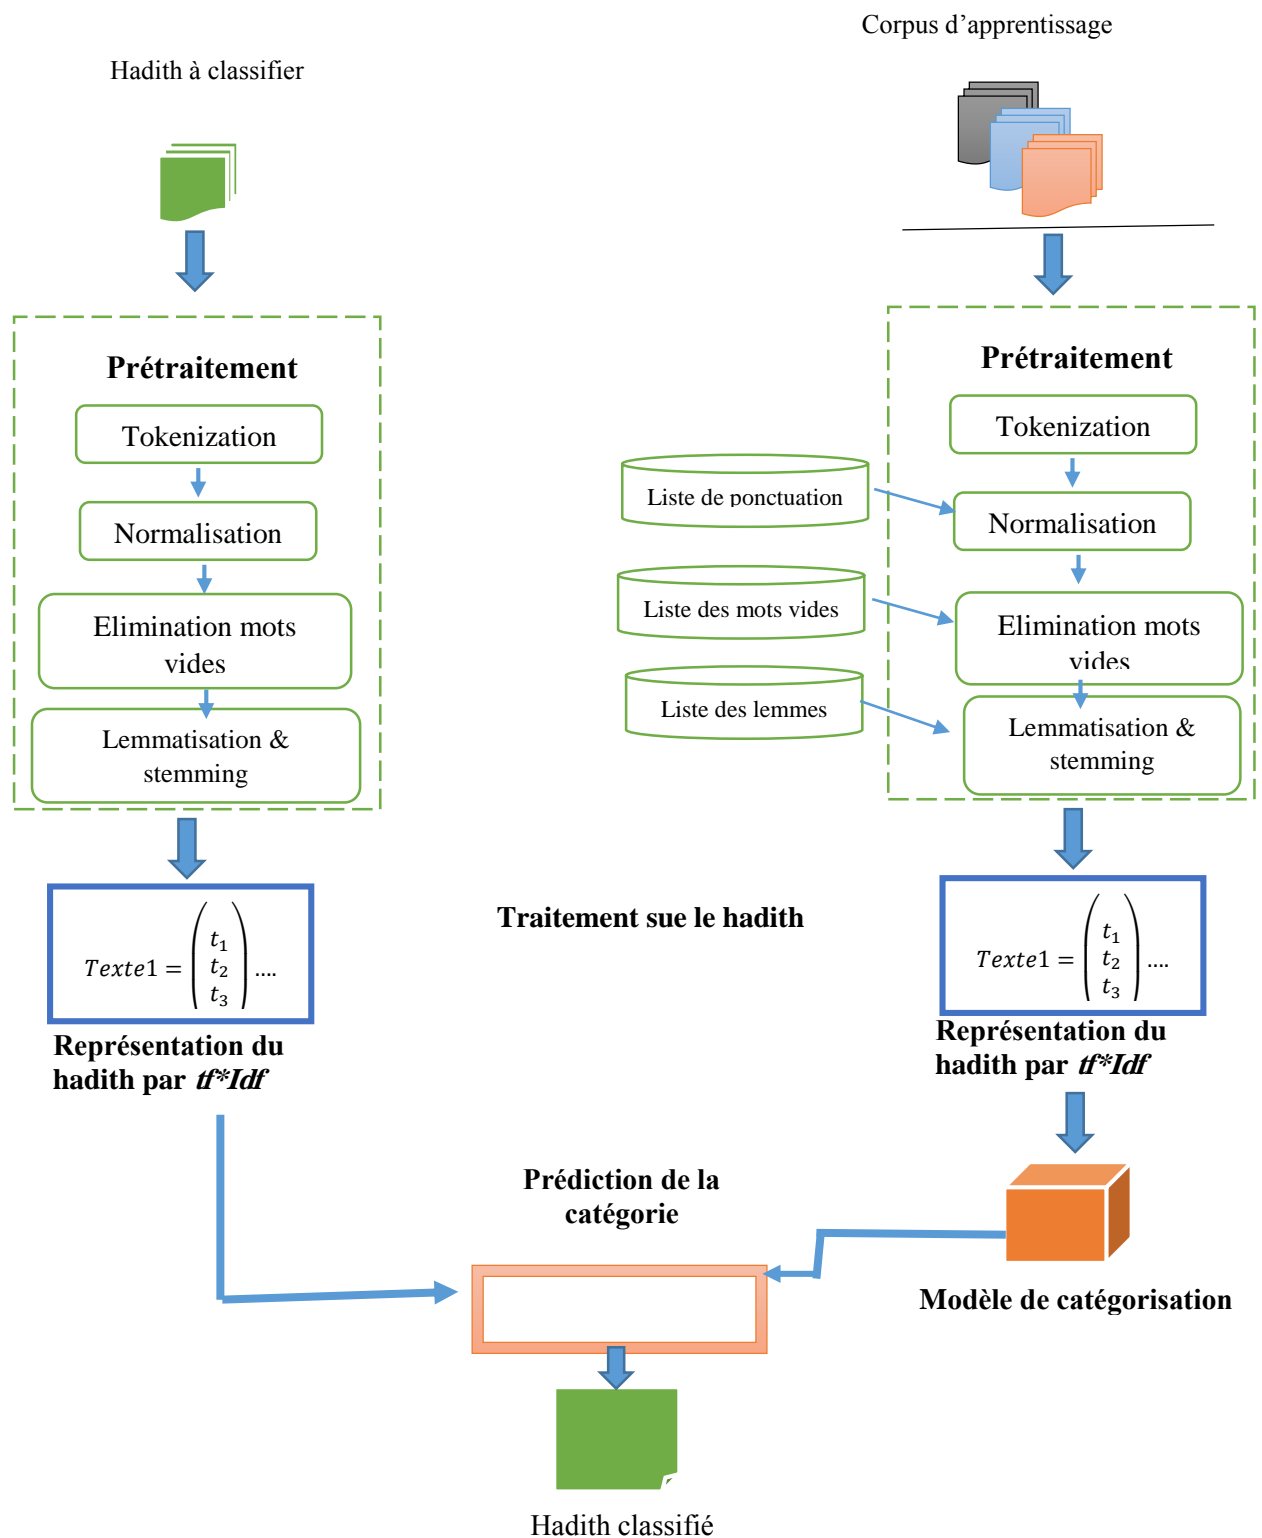 Corpus d’apprentissage
Hadith à classifier
Prétraitement
Tokenization
Normalisation
Elimination mots
vides
Lemmatisation &
stemming
Texte1 = ( t1 t2 t3 ) ....
Représentation du
hadith par tf*Idf
Prétraitement
Tokenization
Liste de ponctuation
Normalisation
Liste des mots vides
Elimination mots
vides
Liste des lemmes
Lemmatisation &
stemming
Traitement sue le hadith
Texte1 = ( t1 t2 t3 ) ....
Représentation du
hadith par tf*Idf
Prédiction de la
catégorie
Modèle de catégorisation
Hadith classifié